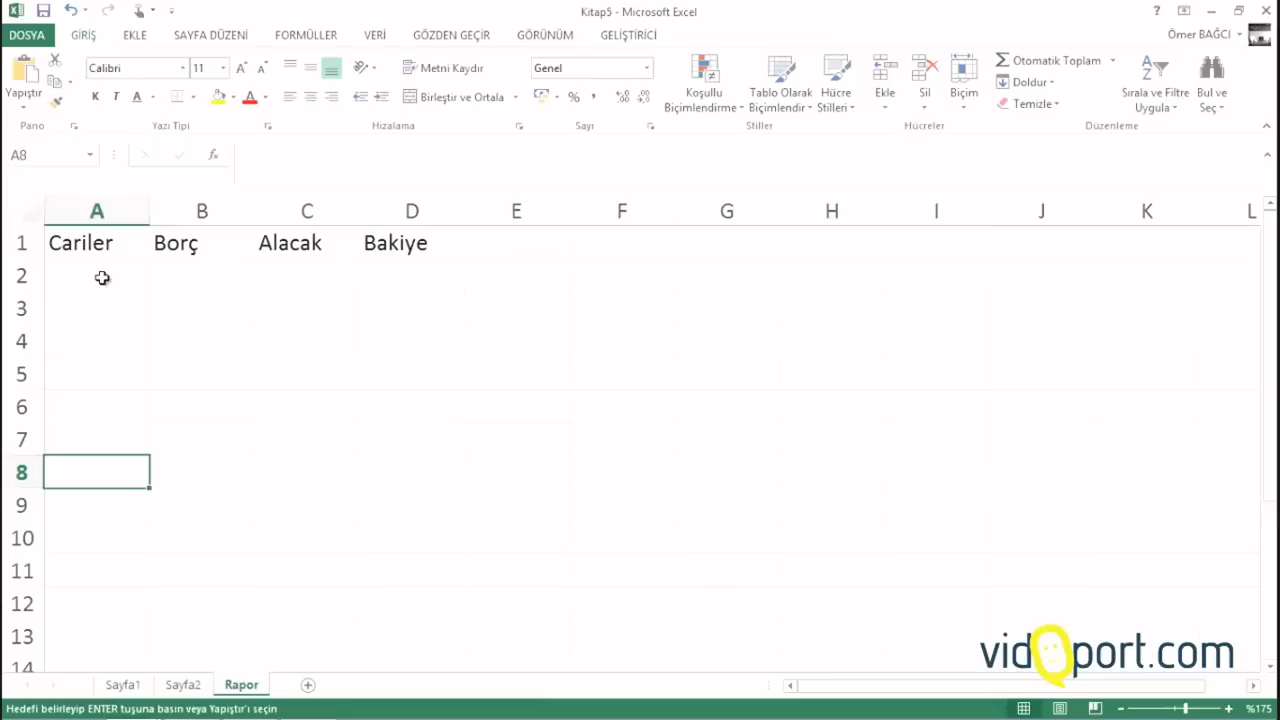 Kitap5 - Microsoft Excel
DOSYA GİRİŞ EKLE SAYFA DÜZENİ FORMÜLLER VERİ GÖZDEN GEÇİR GÖRÜNÜM GELİŞTİRİCİ Ömer BAĞCI
Yapıştır
Pano
Calibri 11
K T A A
Yazı Tipi
Metni Kaydır
Birleştir ve Ortala
Hizalama
Genel
%
Sayı
Koşullu Biçimlendirme
Tablo Olarak Biçimlendir
Hücre Stilleri
Stiller
Ekle
Sil
Biçim
Hücreler
Otomatik Toplam
Doldur
Temizle
Sırala ve Filtre Uygula
Bul ve Seç
Düzenleme
A8 fx
A B C D E F G H I J K L
1 Cariler Borç Alacak Bakiye
2
3
4
5
6
7
8
9
10
11
12
13
14
vidoport.com
Sayfa1 Sayfa2 Rapor
Hedefi belirleyip ENTER tuşuna basın veya Yapıştır'ı seçin %175